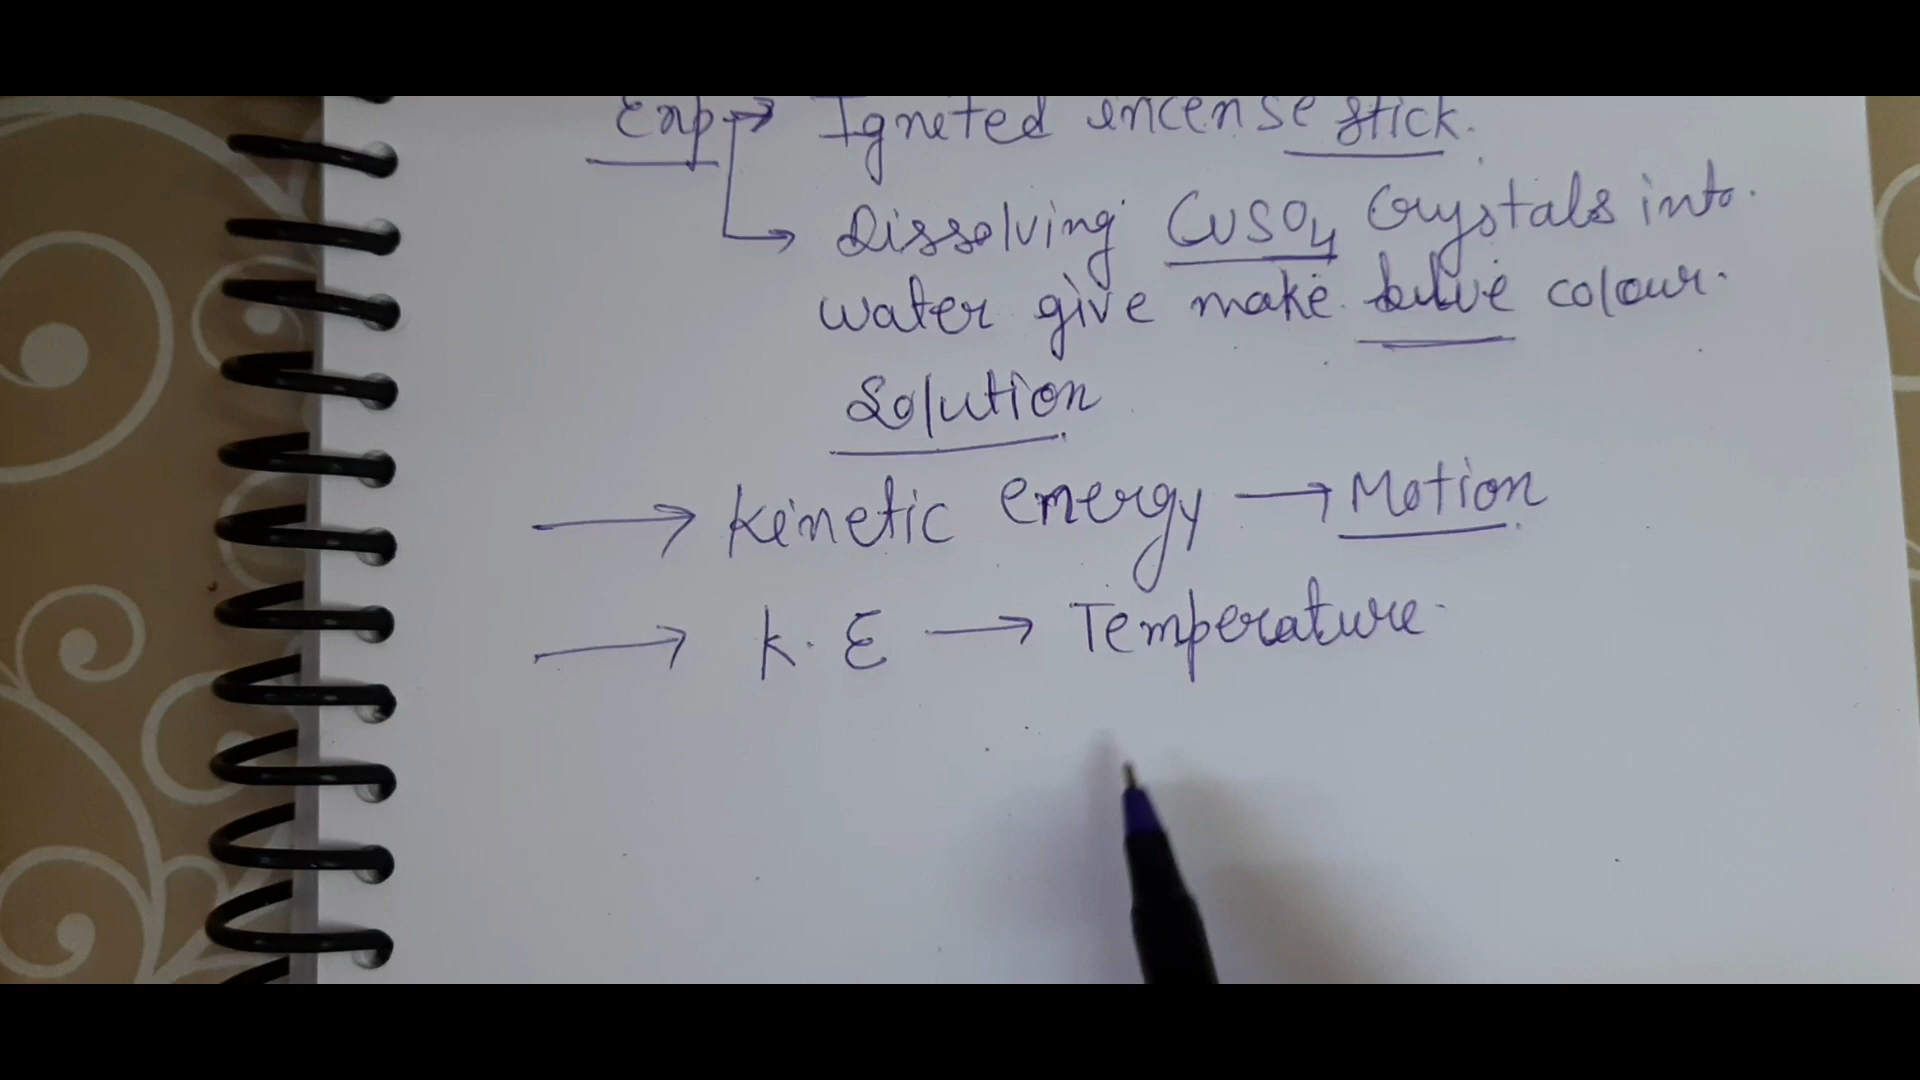 Exp → Ignited incense stick.
→ Dissolving CuSO4 Crystals into.
water give make blue colour.
Solution
→ Kinetic energy → Motion
→ K.E → Temperature.